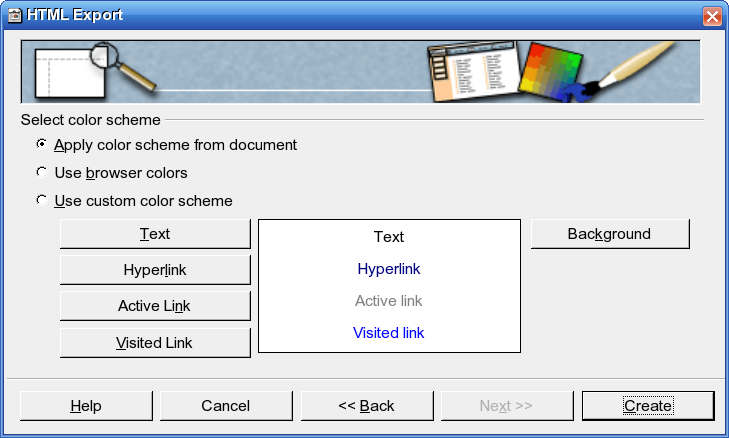 HTML Export
Select color scheme
Apply color scheme from document
Use browser colors
Use custom color scheme
Text
Text
Background
Hyperlink
Hyperlink
Active Link
Active link
Visited Link
Visited link
Help
Cancel
<< Back
Next >>
Create